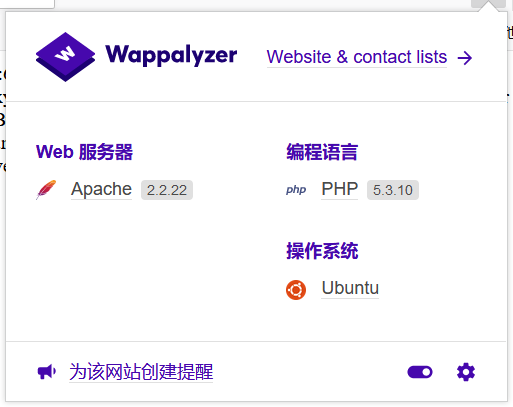 Wappalyzer
Website & contact lists
Web 服务器
Apache 2.2.22
编程语言
php PHP 5.3.10
操作系统
Ubuntu
为该网站创建提醒